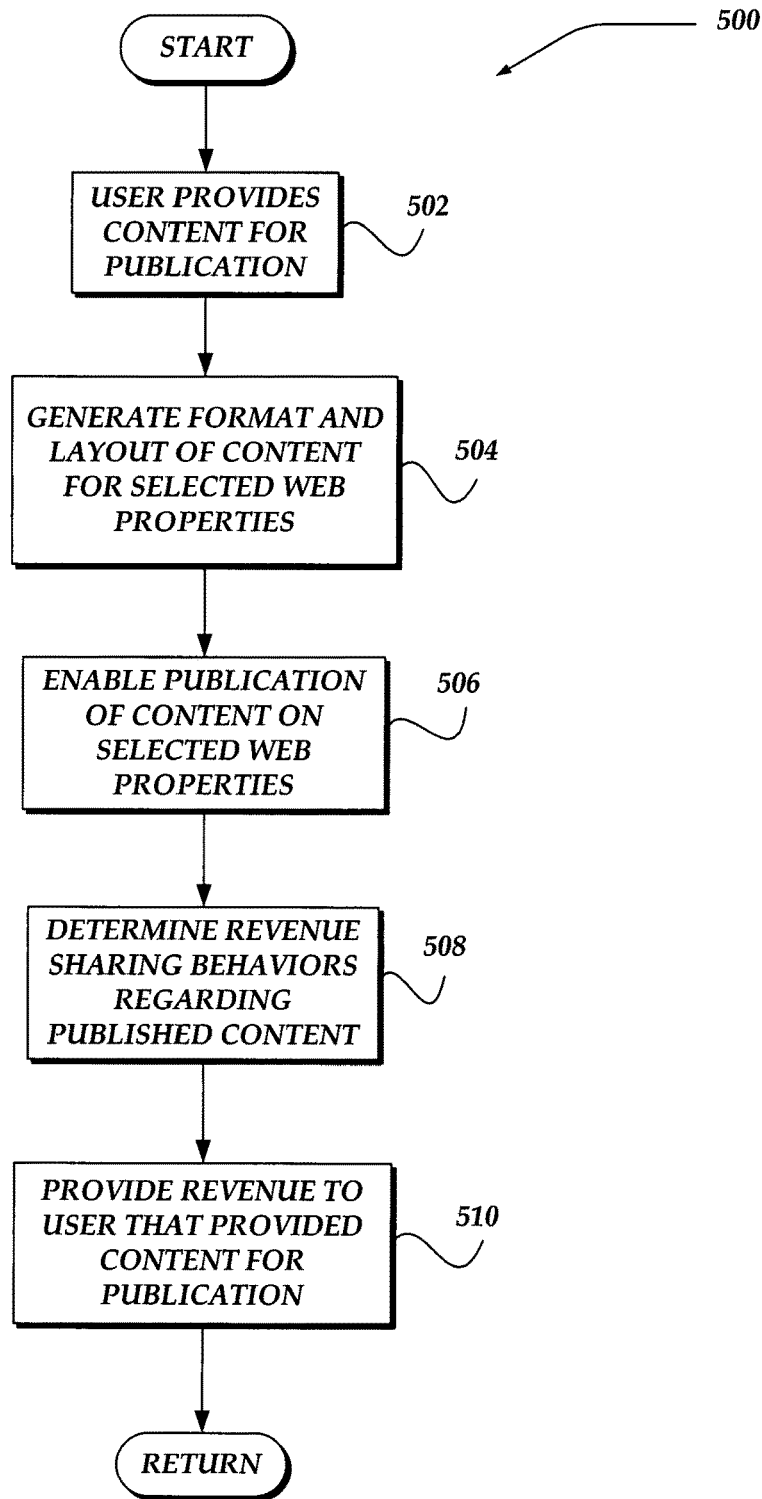 START
500
USER PROVIDES
CONTENT FOR
PUBLICATION
502
GENERATE FORMAT AND
LAYOUT OF CONTENT
FOR SELECTED WEB
PROPERTIES
504
ENABLE PUBLICATION
OF CONTENT ON
SELECTED WEB
PROPERTIES
506
DETERMINE REVENUE
SHARING BEHAVIORS
REGARDING
PUBLISHED CONTENT
508
PROVIDE REVENUE TO
USER THAT PROVIDED
CONTENT FOR
PUBLICATION
510
RETURN